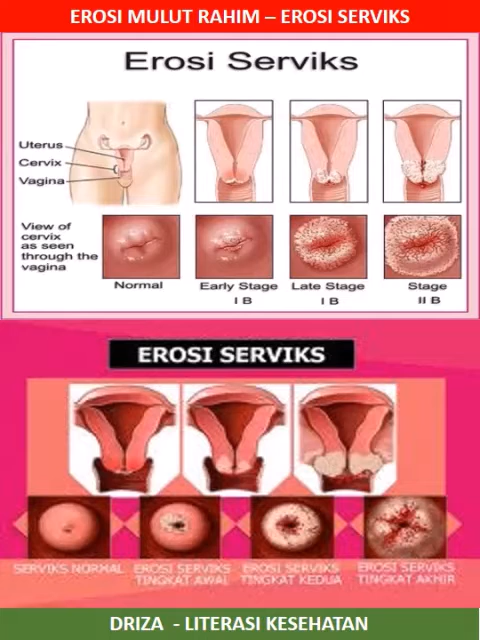 EROSI MULUT RAHIM – EROSI SERVIKS
Erosi Serviks
Uterus
Cervix
Vagina
View of
cervix
as seen
through the
vagina
Normal
Early Stage
I B
Late Stage
I B
Stage
II B
EROSI SERVIKS
SERVIKS NORMAL
EROSI SERVIKS
TINGKAT AWAL
EROSI SERVIKS
TINGKAT KEDUA
EROSI SERVIKS
TINGKAT AKHIR
DRIZA - LITERASI KESEHATAN